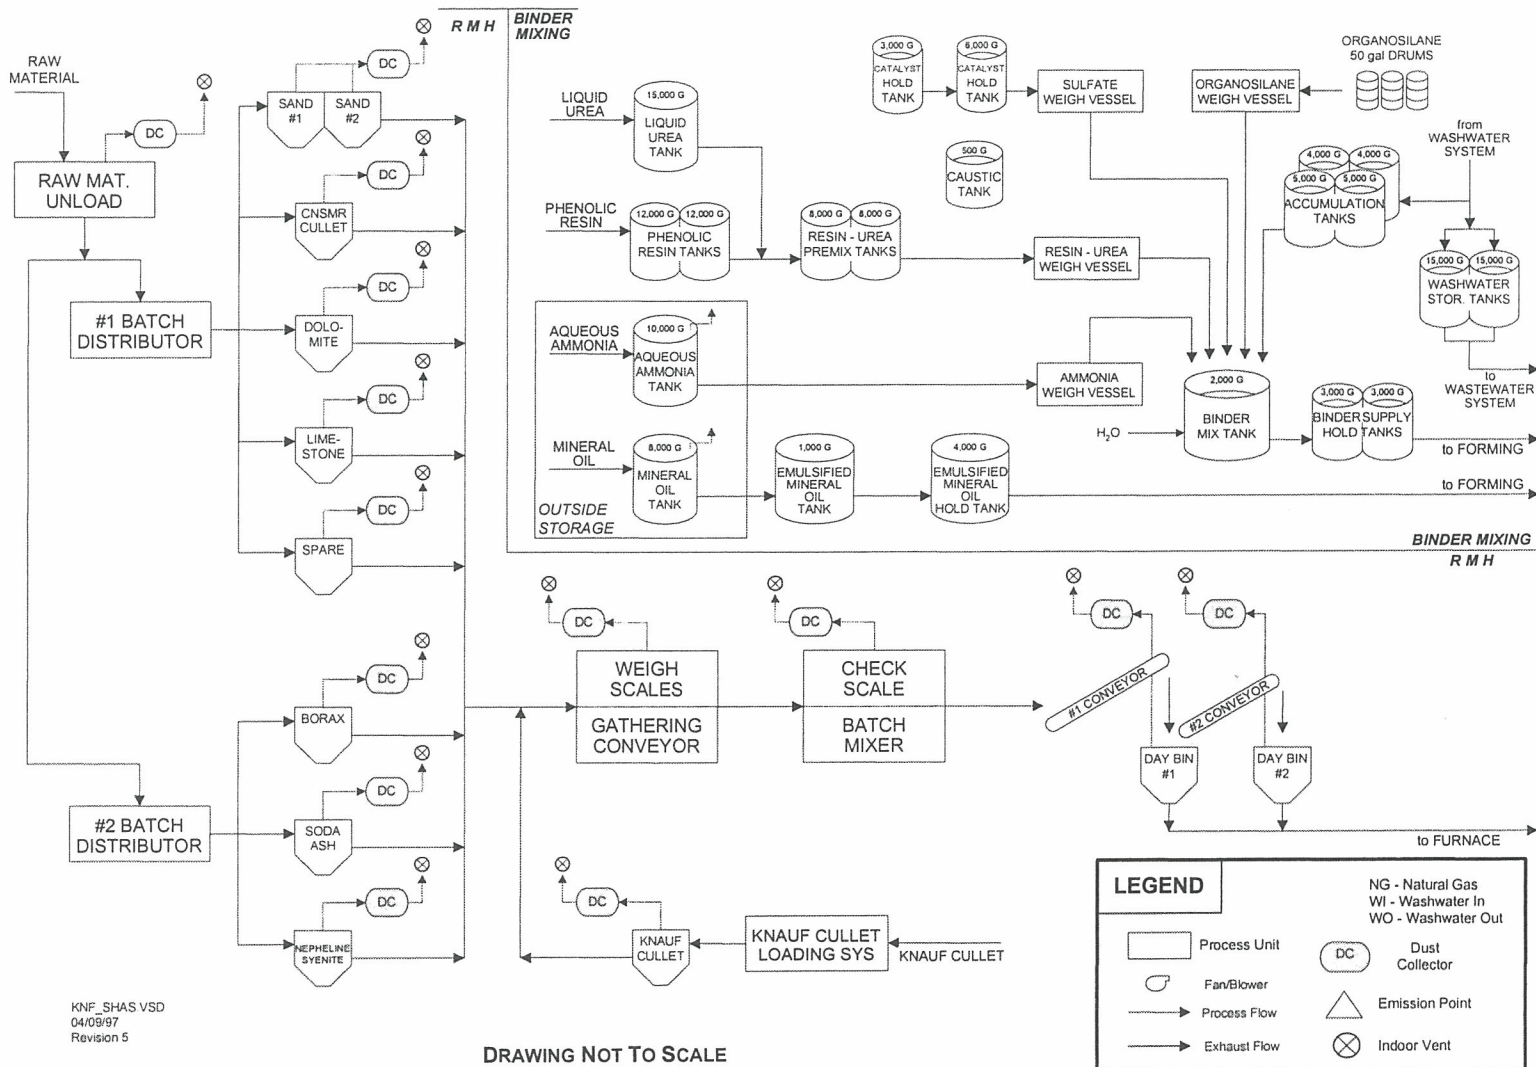 R M H
BINDER
MIXING
RAW
MATERIAL
DC
RAW MAT.
UNLOAD
#1 BATCH
DISTRIBUTOR
#2 BATCH
DISTRIBUTOR
DC
SAND
#1
SAND
#2
DC
CNSMR
CULLET
DC
DOLO-
MITE
DC
LIME-
STONE
DC
SPARE
DC
BORAX
DC
SODA
ASH
DC
NEPHELINE
SYENITE
LIQUID
UREA
15,000 G
LIQUID
UREA
TANK
PHENOLIC
RESIN
12,000 G
12,000 G
PHENOLIC
RESIN TANKS
8,000 G
8,000 G
RESIN - UREA
PREMIX TANKS
RESIN - UREA
WEIGH VESSEL
3,000 G
CATALYST
HOLD
TANK
6,000 G
CATALYST
HOLD
TANK
SULFATE
WEIGH VESSEL
500 G
CAUSTIC
TANK
ORGANOSILANE
WEIGH VESSEL
ORGANOSILANE
50 gal DRUMS
from
WASHWATER
SYSTEM
4,000 G
4,000 G
5,000 G
5,000 G
ACCUMULATION
TANKS
15,000 G
15,000 G
WASHWATER
STOR. TANKS
to
WASTEWATER
SYSTEM
AQUEOUS
AMMONIA
10,000 G
AQUEOUS
AMMONIA
TANK
AMMONIA
WEIGH VESSEL
MINERAL
OIL
8,000 G
MINERAL
OIL
TANK
OUTSIDE
STORAGE
1,000 G
EMULSIFIED
MINERAL
OIL
TANK
4,000 G
EMULSIFIED
MINERAL
OIL
HOLD TANK
H2O
2,000 G
BINDER
MIX TANK
3,000 G
3,000 G
BINDER SUPPLY
HOLD TANKS
to FORMING
to FORMING
BINDER MIXING
R M H
DC
WEIGH
SCALES
GATHERING
CONVEYOR
DC
CHECK
SCALE
BATCH
MIXER
DC
#1 CONVEYOR
DAY BIN
#1
DC
#2 CONVEYOR
DAY BIN
#2
to FURNACE
DC
KNAUF
CULLET
KNAUF CULLET
LOADING SYS
KNAUF CULLET
LEGEND
NG - Natural Gas
WI - Washwater In
WO - Washwater Out
Process Unit
DC
Dust
Collector
Fan/Blower
Emission Point
Process Flow
Exhaust Flow
Indoor Vent
KNF_SHAS VSD
04/09/97
Revision 5
DRAWING NOT TO SCALE